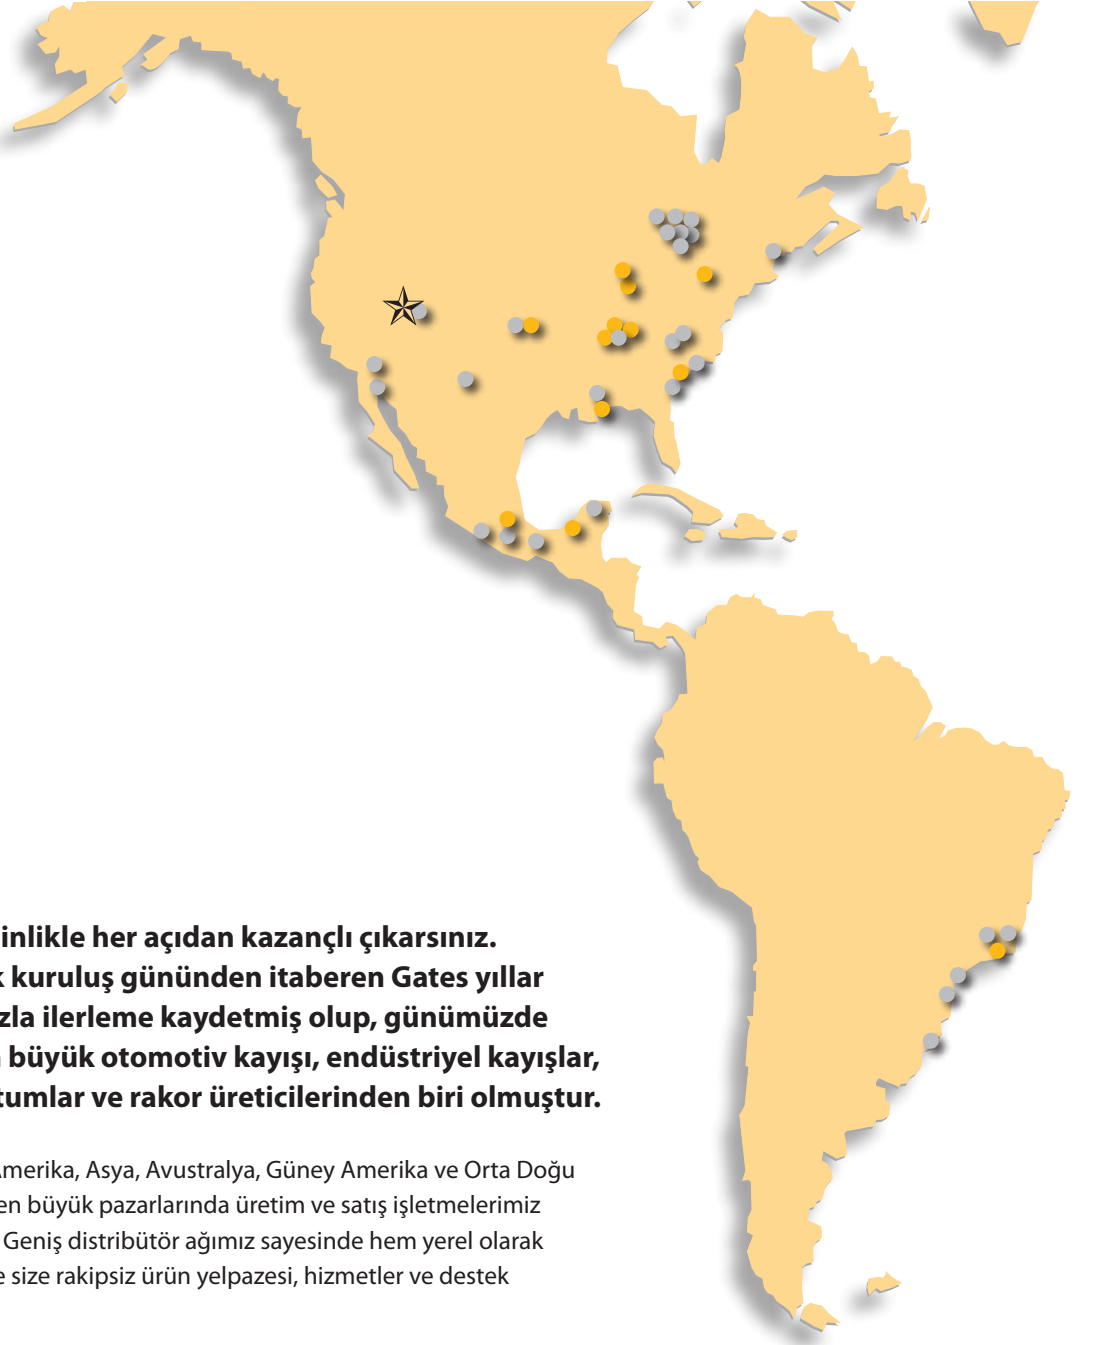 inlikle her açıdan kazançlı çıkarsınız.
k kuruluş gününden itaberen Gates yıllar
zla ilerleme kaydetmiş olup, günümüzde
büyük otomotiv kayışı, endüstriyel kayışlar,
tumlar ve rakor üreticilerinden biri olmuştur.
Amerika, Asya, Avustralya, Güney Amerika ve Orta Doğu
en büyük pazarlarında üretim ve satış işletmelerimiz
Geniş distribütör ağımız sayesinde hem yerel olarak
e size rakipsiz ürün yelpazesi, hizmetler ve destek